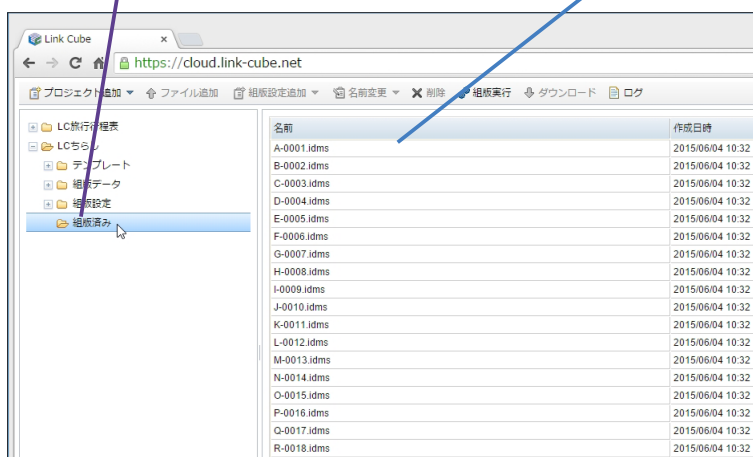 Link Cube
https://cloud.link-cube.net
プロジェクト追加 ファイル追加 組版設定追加 名前変更 削除 組版実行 ダウンロード ログ
LC旅行行程表
LCちらし
テンプレート
組版データ
組版設定
組版済み
名前 作成日時
A-0001.idms 2015/06/04 10:32
B-0002.idms 2015/06/04 10:32
C-0003.idms 2015/06/04 10:32
D-0004.idms 2015/06/04 10:32
E-0005.idms 2015/06/04 10:32
F-0006.idms 2015/06/04 10:32
G-0007.idms 2015/06/04 10:32
H-0008.idms 2015/06/04 10:32
I-0009.idms 2015/06/04 10:32
J-0010.idms 2015/06/04 10:32
K-0011.idms 2015/06/04 10:32
L-0012.idms 2015/06/04 10:32
M-0013.idms 2015/06/04 10:32
N-0014.idms 2015/06/04 10:32
O-0015.idms 2015/06/04 10:32
P-0016.idms 2015/06/04 10:32
Q-0017.idms 2015/06/04 10:32
R-0018.idms 2015/06/04 10:32